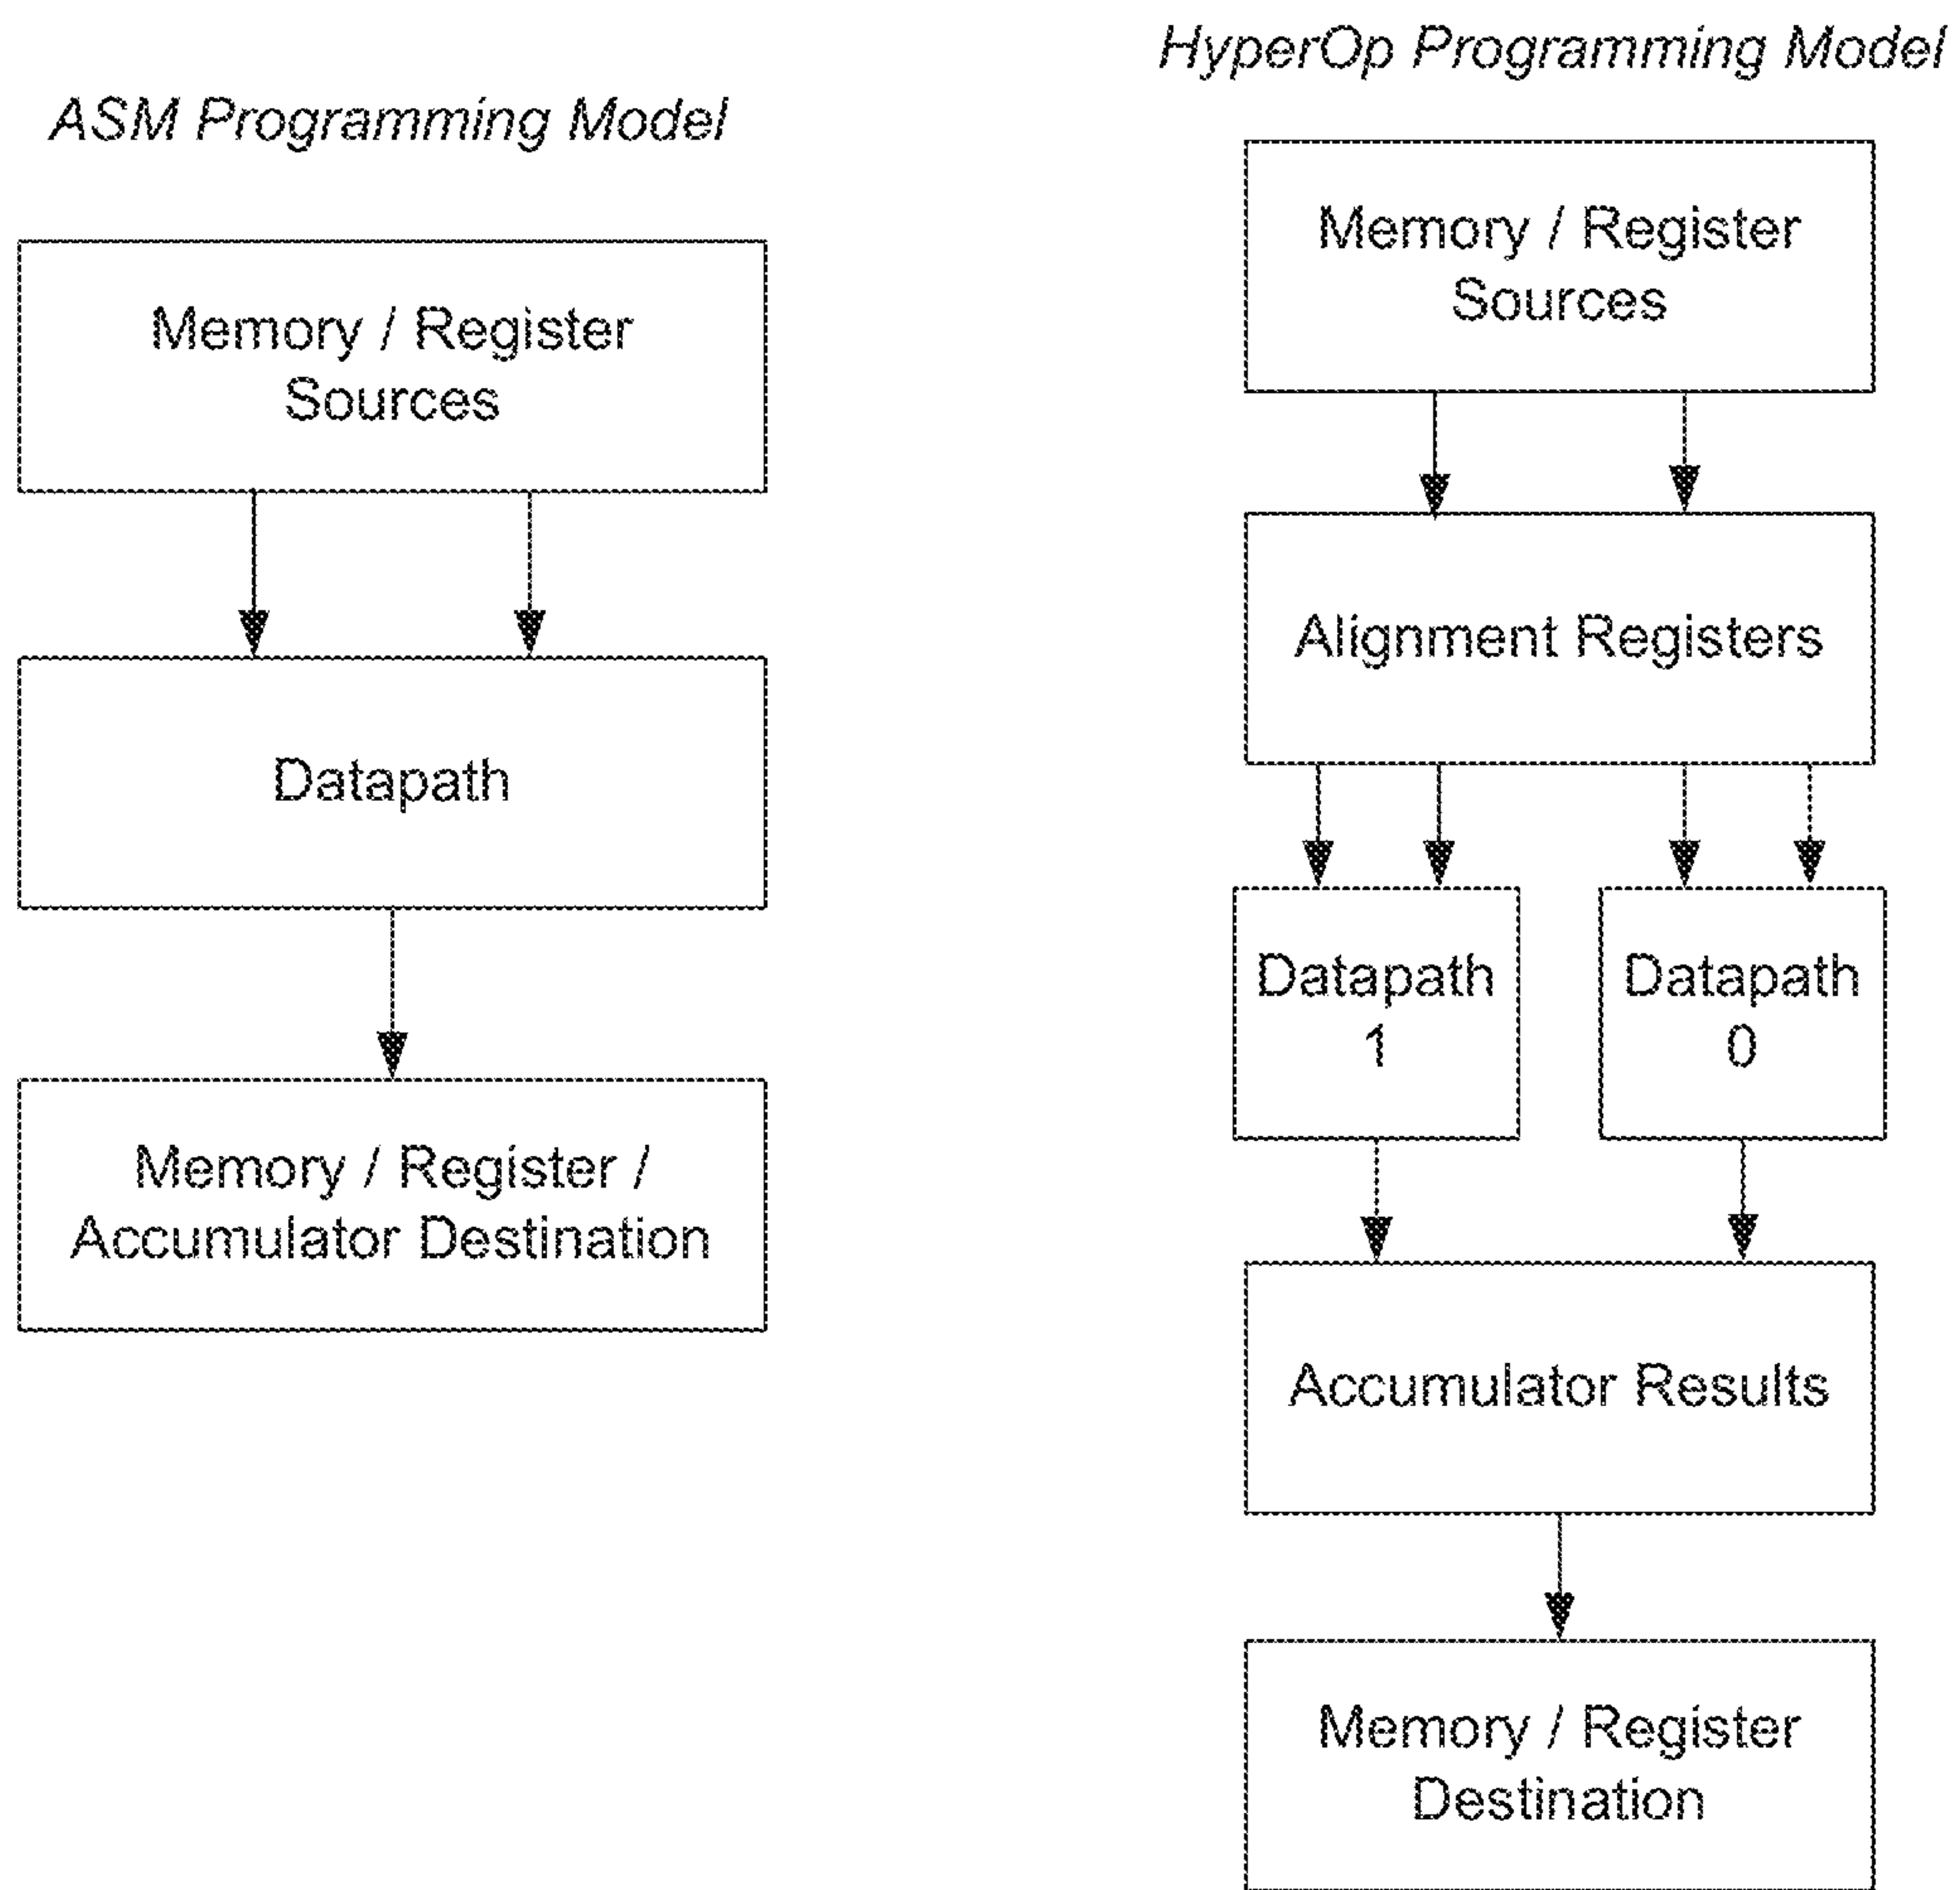 ASM Programming Model
Memory / Register
Sources
Datapath
Memory / Register /
Accumulator Destination
HyperOp Programming Model
Memory / Register
Sources
Alignment Registers
Datapath
1
Datapath
0
Accumulator Results
Memory / Register
Destination